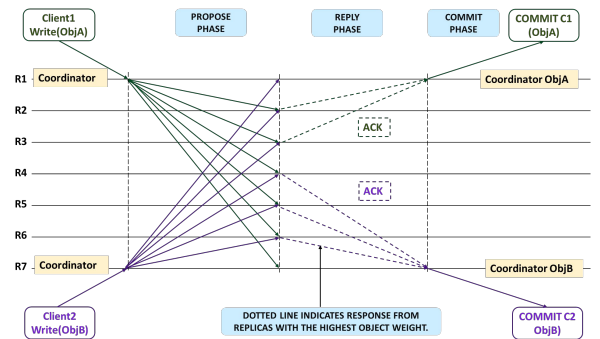 Client1
Write(ObjA)
PROPOSE
PHASE
REPLY
PHASE
COMMIT
PHASE
COMMIT C1
(ObjA)
R1
Coordinator
Coordinator ObjA
R2
ACK
R3
R4
ACK
R5
R6
R7
Coordinator
Coordinator ObjB
Client2
Write(ObjB)
DOTTED LINE INDICATES RESPONSE FROM
REPLICAS WITH THE HIGHEST OBJECT WEIGHT.
COMMIT C2
ObjB)